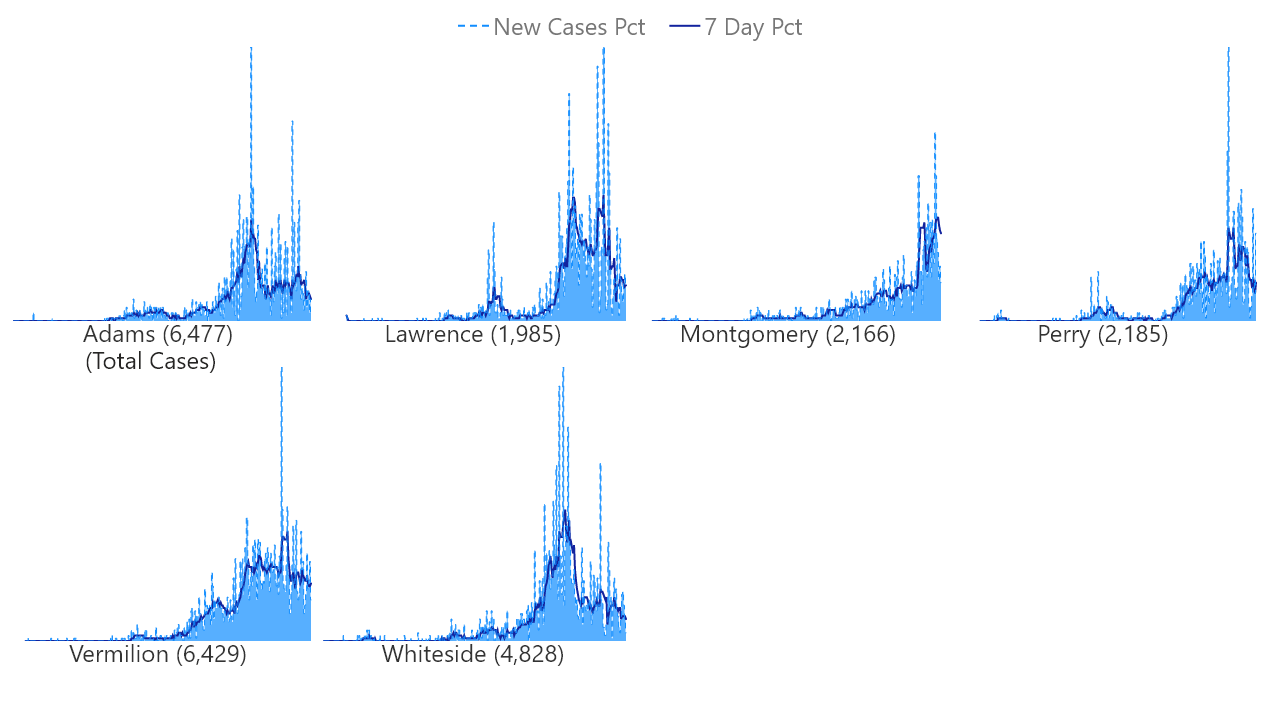 New Cases Pct 7 Day Pct
Adams (6,477)
(Total Cases)
Lawrence (1,985)
Montgomery (2,166)
Perry (2,185)
Vermilion (6,429)
Whiteside (4,828)